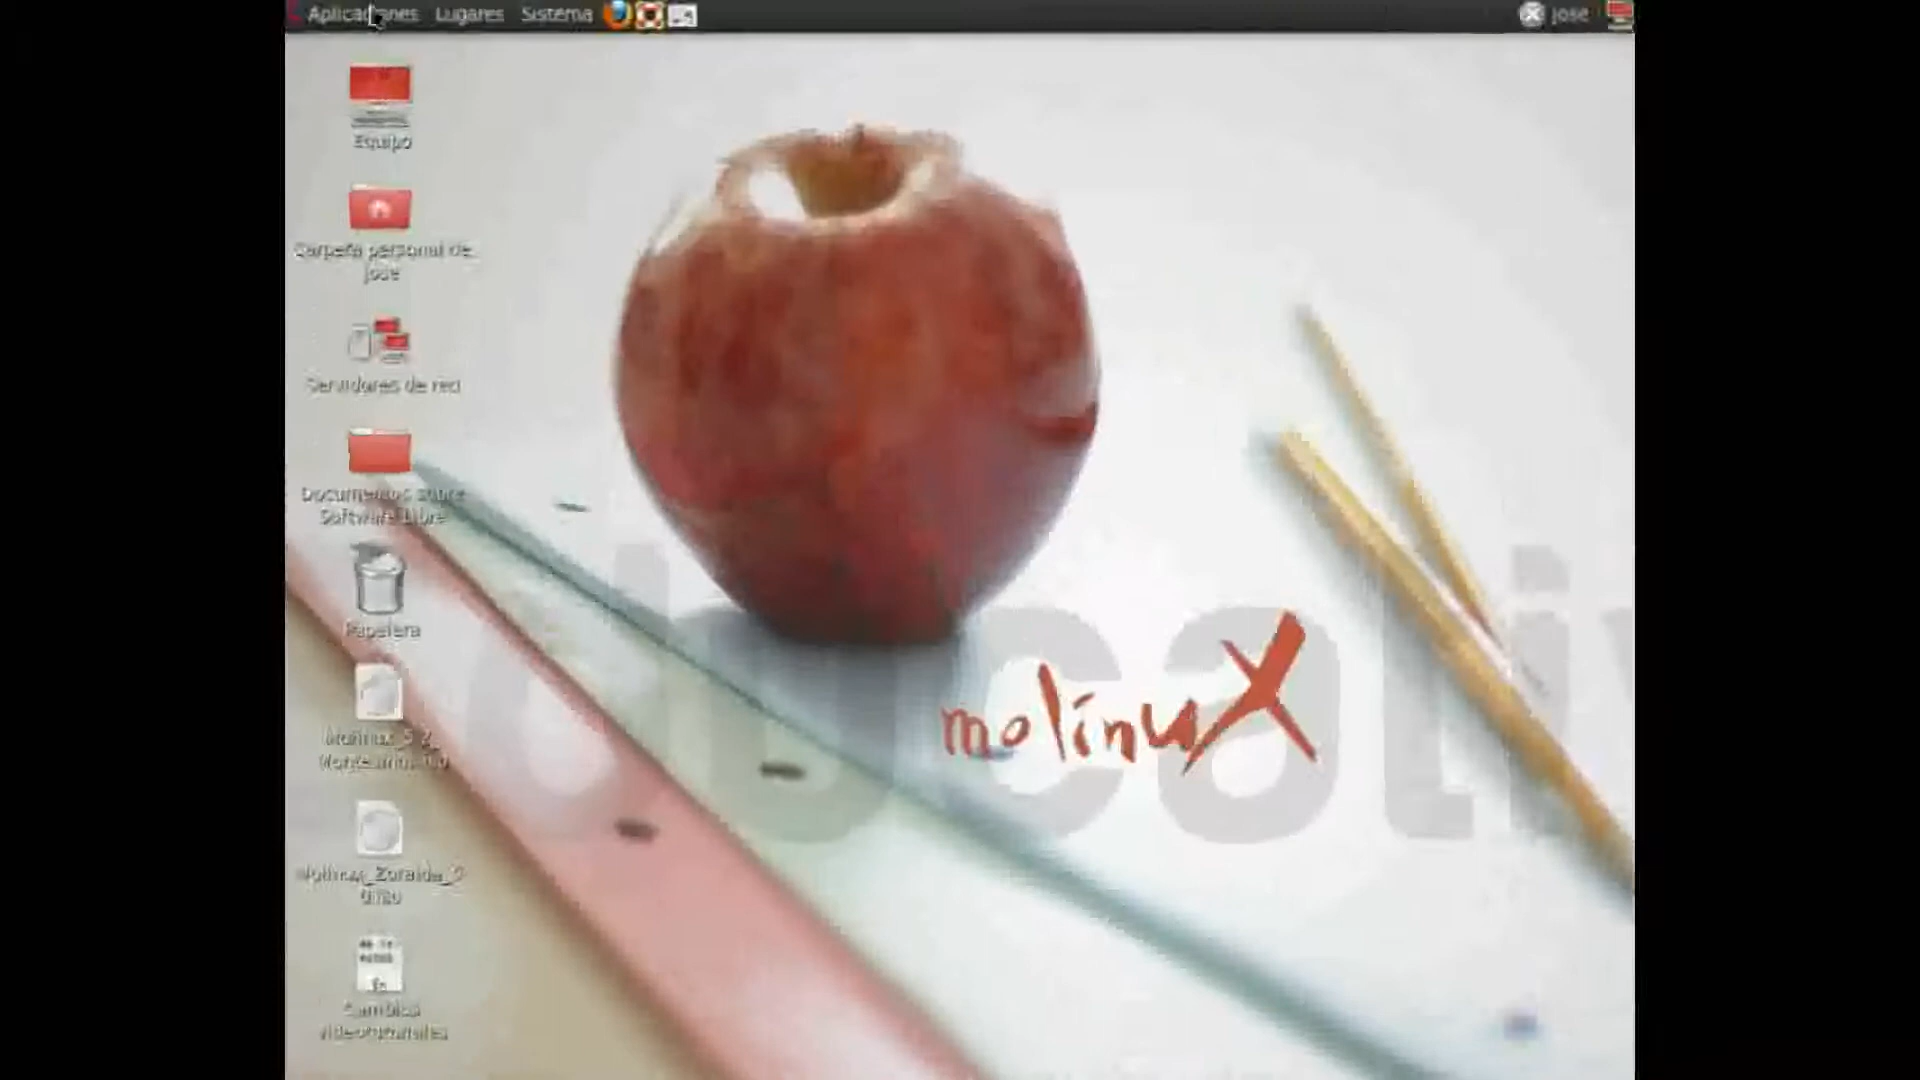 Aplicaciones Lugares Sistema
jose
Equipo
Carpeta personal de
jose
Servidores de red
Documentos sobre
Software Libre
Papelera
Molinux_Zoraida_5
Cambios
videotutoriales
molinux